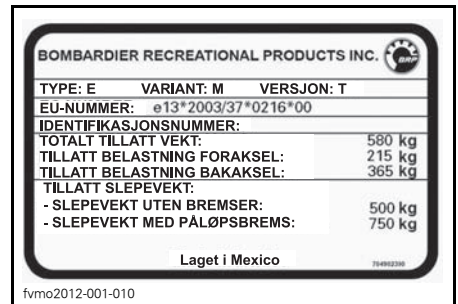 BOMBARDIER RECREATIONAL PRODUCTS INC. BRP
TYPE: E VARIANT: M VERSJON: T
EU-NUMMER: e13*2003/37*0216*00
IDENTIFIKASJONSNUMMER:
TOTALT TILLATT VEKT: 580 kg
TILLATT BELASTNING FORAKSEL: 215 kg
TILLATT BELASTNING BAKAKSEL: 365 kg
TILLATT SLEPEVEKT:
- SLEPEVEKT UTEN BREMSER: 500 kg
- SLEPEVEKT MED PÅLØPSBREMS: 750 kg
Laget i Mexico 704902390
fvmo2012-001-010